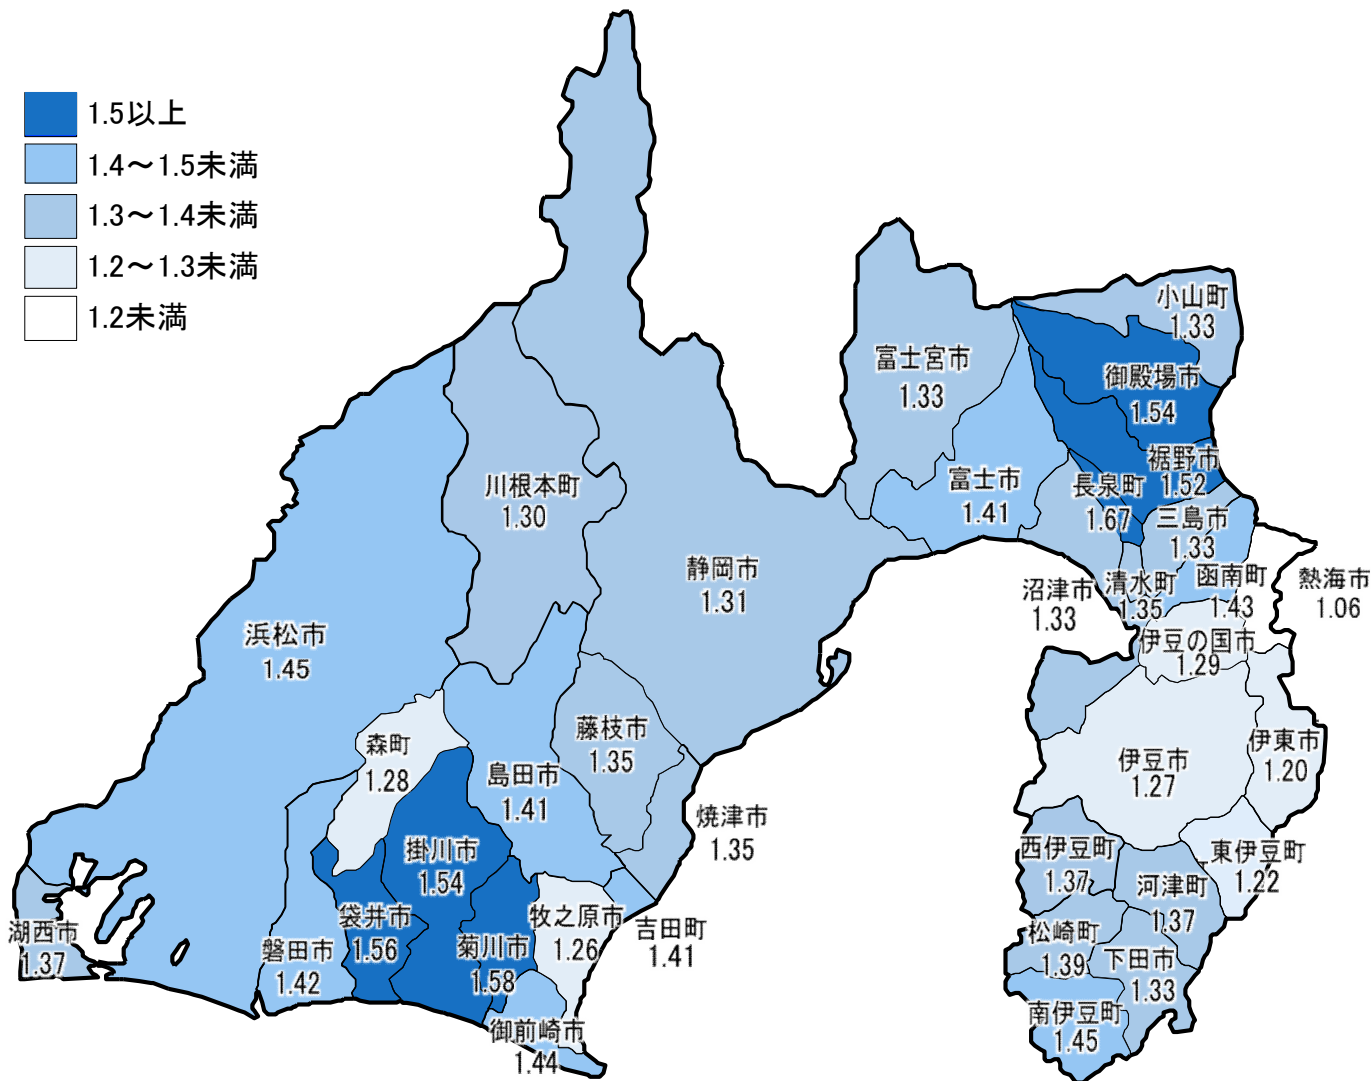 1.5以上
1.4～1.5未満
1.3～1.4未満
1.2～1.3未満
1.2未満
小山町
1.33
富士宮市
1.33
御殿場市
1.54
裾野市
1.52
長泉町
1.67
富士市
1.41
三島市
1.33
川根本町
1.30
静岡市
1.31
沼津市
1.33
清水町
1.35
函南町
1.43
熱海市
1.06
浜松市
1.45
伊豆の国市
1.29
森町
1.28
藤枝市
1.35
島田市
1.41
伊豆市
1.27
伊東市
1.20
焼津市
1.35
掛川市
1.54
西伊豆町
1.37
東伊豆町
1.22
河津町
1.37
湖西市
1.37
磐田市
1.42
袋井市
1.56
菊川市
1.58
牧之原市
1.26
吉田町
1.41
松崎町
1.39
下田市
1.33
御前崎市
1.44
南伊豆町
1.45